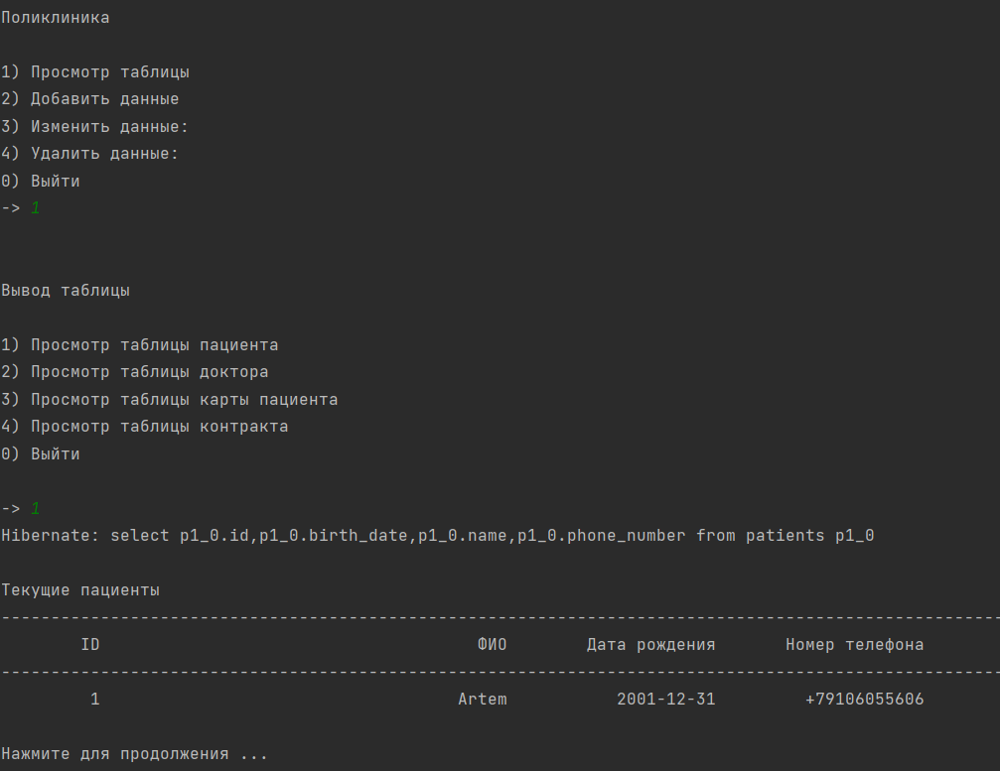 Поликлиника
1) Просмотр таблицы
2) Добавить данные
3) Изменить данные:
4) Удалить данные:
0) Выйти
-> 1
Вывод таблицы
1) Просмотр таблицы пациента
2) Просмотр таблицы доктора
3) Просмотр таблицы карты пациента
4) Просмотр таблицы контракта
0) Выйти
-> 1
Hibernate: select p1_0.id,p1_0.birth_date,p1_0.name,p1_0.phone_number from patients p1_0
Текущие пациенты
ID ФИО Дата рождения Номер телефона
1 Artem 2001-12-31 +79106055606
Нажмите для продолжения ...